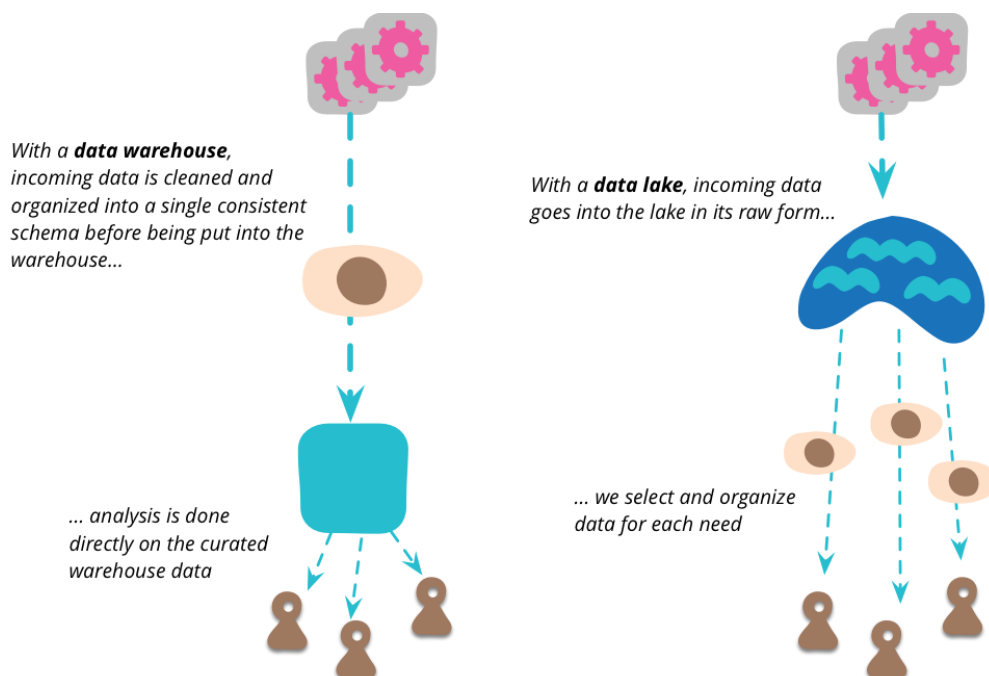 With a data warehouse,
incoming data is cleaned and
organized into a single consistent
schema before being put into the
warehouse...
... analysis is done
directly on the curated
warehouse data
With a data lake, incoming data
goes into the lake in its raw form...
... we select and organize
data for each need